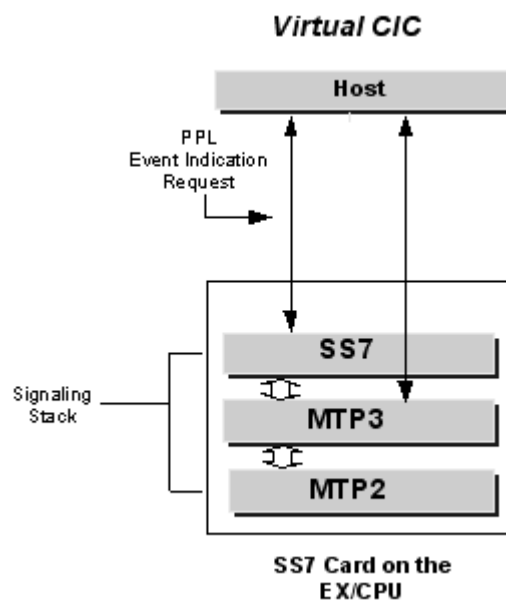 Virtual CIC
Host
PPL
Event Indication
Request
SS7
Signaling
Stack
MTP3
MTP2
SS7 Card on the
EX/CPU